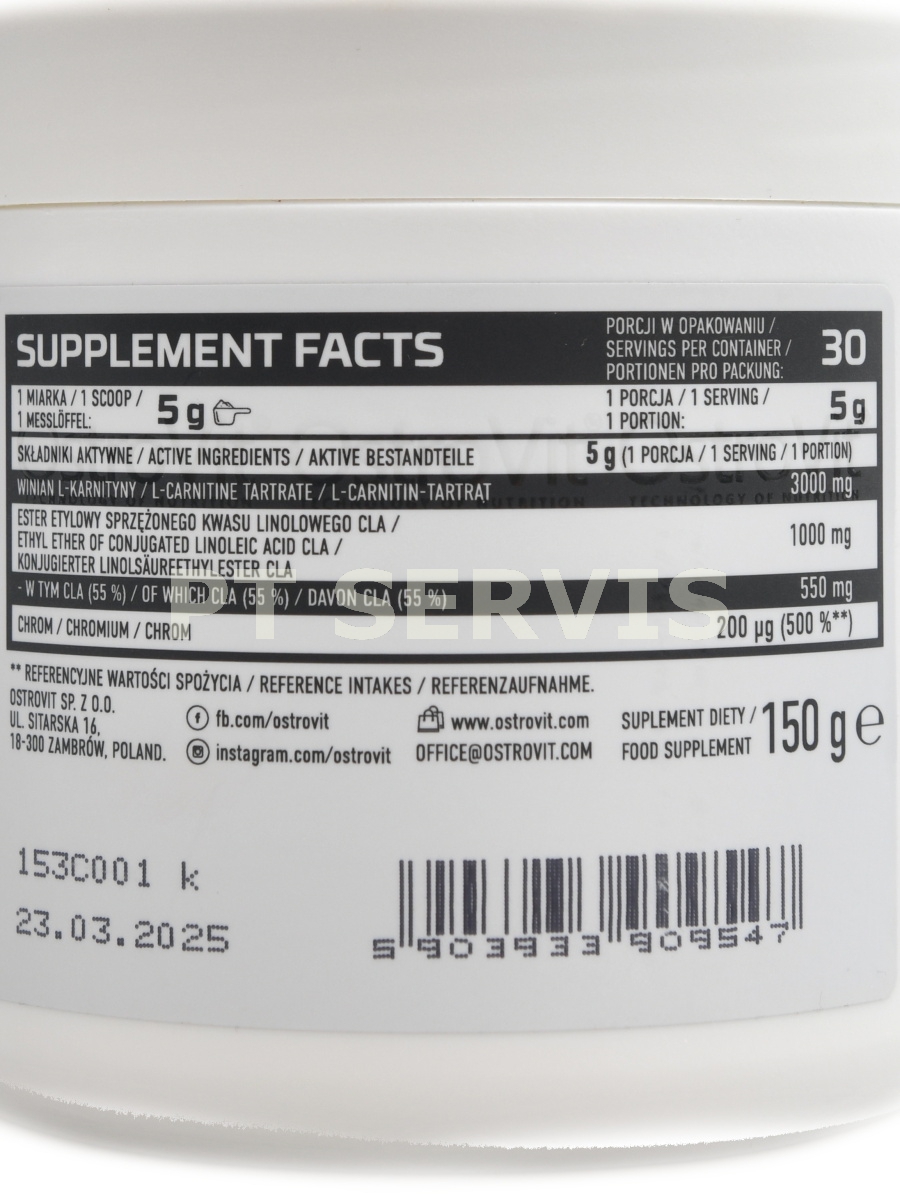 SUPPLEMENT FACTS
PORCJI W OPAKOWANIU /
SERVINGS PER CONTAINER /
PORTIONEN PRO PACKUNG:
30
1 MIARKA / 1 SCOOP /
1 MESSLÖFFEL:
5 g
1 PORCJA / 1 SERVING /
1 PORTION:
5 g
SKŁADNIKI AKTYWNE / ACTIVE INGREDIENTS / AKTIVE BESTANDTEILE 5 g (1 PORCJA / 1 SERVING / 1 PORTION)
WINIAN L-KARNITYNY / L-CARNITINE TARTRATE / L-CARNITIN-TARTRAT 3000 mg
ESTER ETYLOWY SPRZĘŻONEGO KWASU LINOLOWEGO CLA /
ETHYL ETHER OF CONJUGATED LINOLEIC ACID CLA /
KONJUGIERTER LINOLSÄUREETHYLESTER CLA
1000 mg
- W TYM CLA (55 %) / OF WHICH CLA (55 %) / DAVON CLA (55 %) 550 mg
PT SERVIS
CHROM / CHROMIUM / CHROM 200 µg (500 %**)
** REFERENCYJNE WARTOŚCI SPOŻYCIA / REFERENCE INTAKES / REFERENZAUFNAHME.
OSTROVIT SP. Z O.O.
UL. SITARSKA 16,
18-300 ZAMBRÓW, POLAND.
fb.com/ostrovit
instagram.com/ostrovit
www.ostrovit.com
OFFICE@OSTROVIT.COM
SUPLEMENT DIETY /
FOOD SUPPLEMENT
150 g e
153C001 k
23.03.2025
5 903933 909547